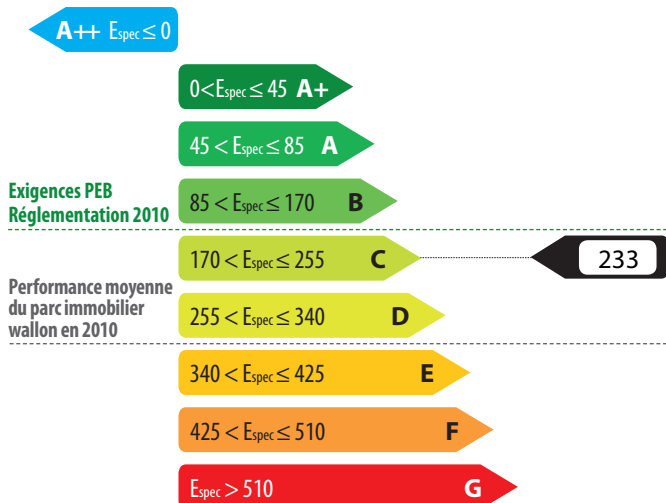 A++ Espec ≤ 0
0 < Espec ≤ 45 A+
45 < Espec ≤ 85 A
Exigences PEB
Réglementation 2010
85 < Espec ≤ 170 B
170 < Espec ≤ 255 C
233
Performance moyenne
du parc immobilier
wallon en 2010
255 < Espec ≤ 340 D
340 < Espec ≤ 425 E
425 < Espec ≤ 510 F
Espec > 510 G